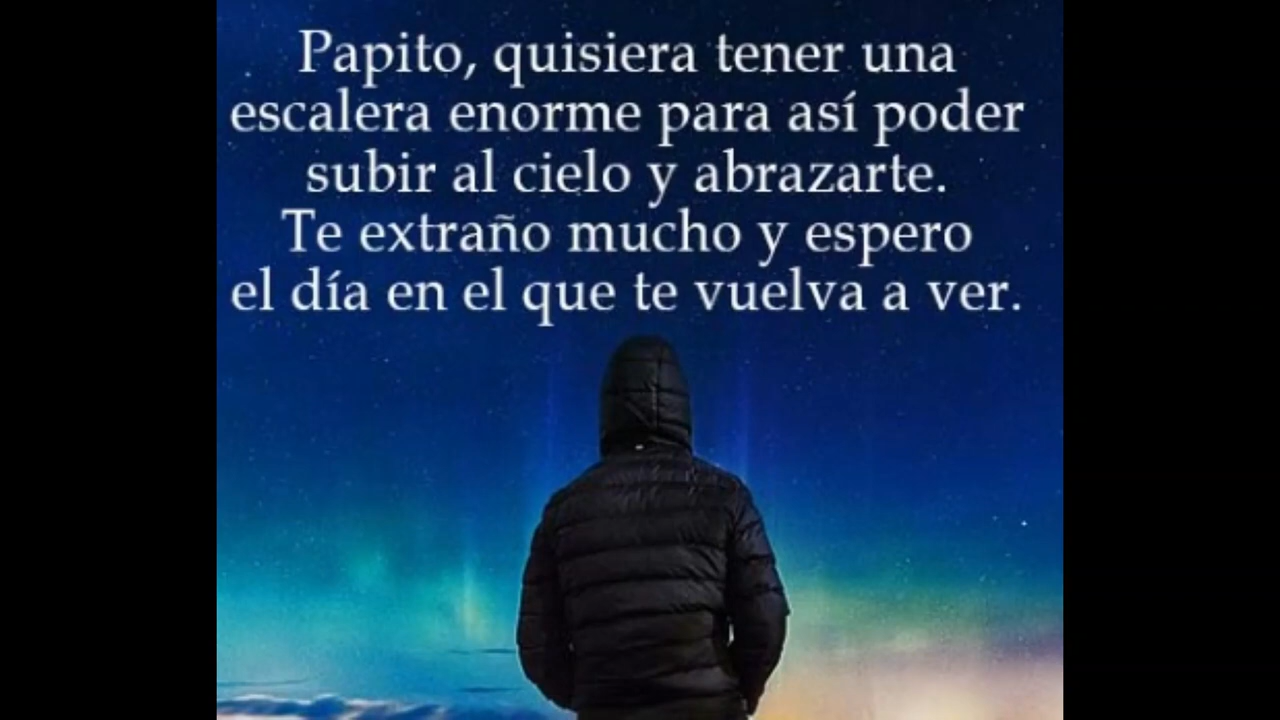 Papito, quisiera tener una
escalera enorme para así poder
subir al cielo y abrazarte.
Te extraño mucho y espero
el día en el que te vuelva a ver.